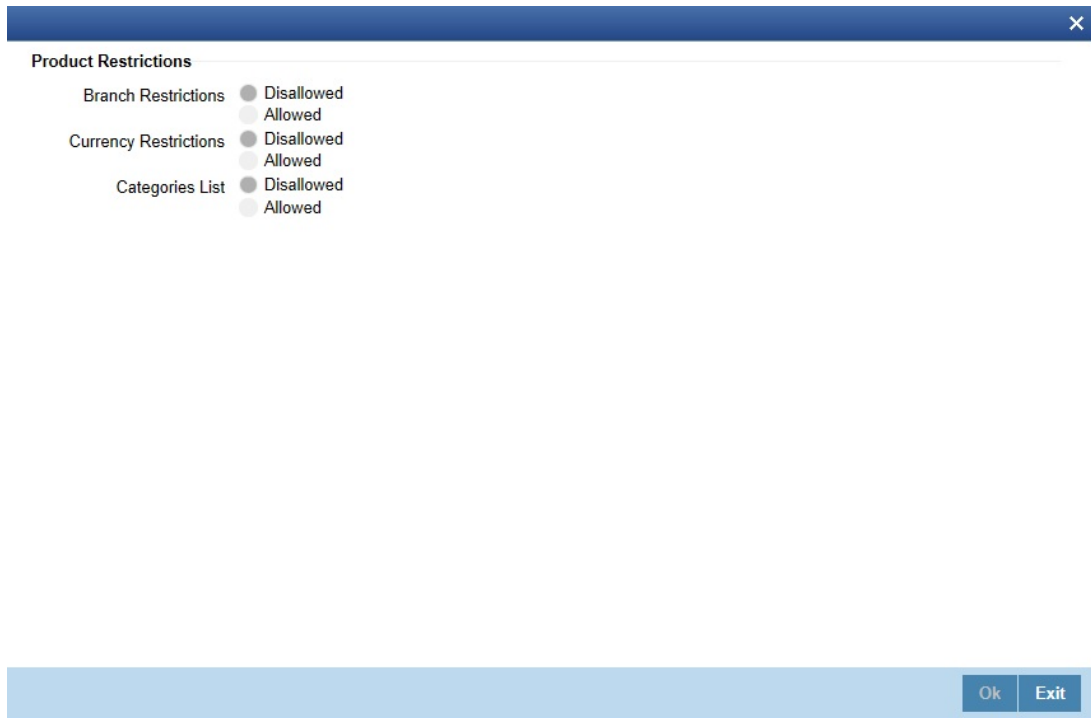 Product Restrictions
Branch Restrictions Disallowed
Allowed
Currency Restrictions Disallowed
Allowed
Categories List Disallowed
Allowed
Ok Exit